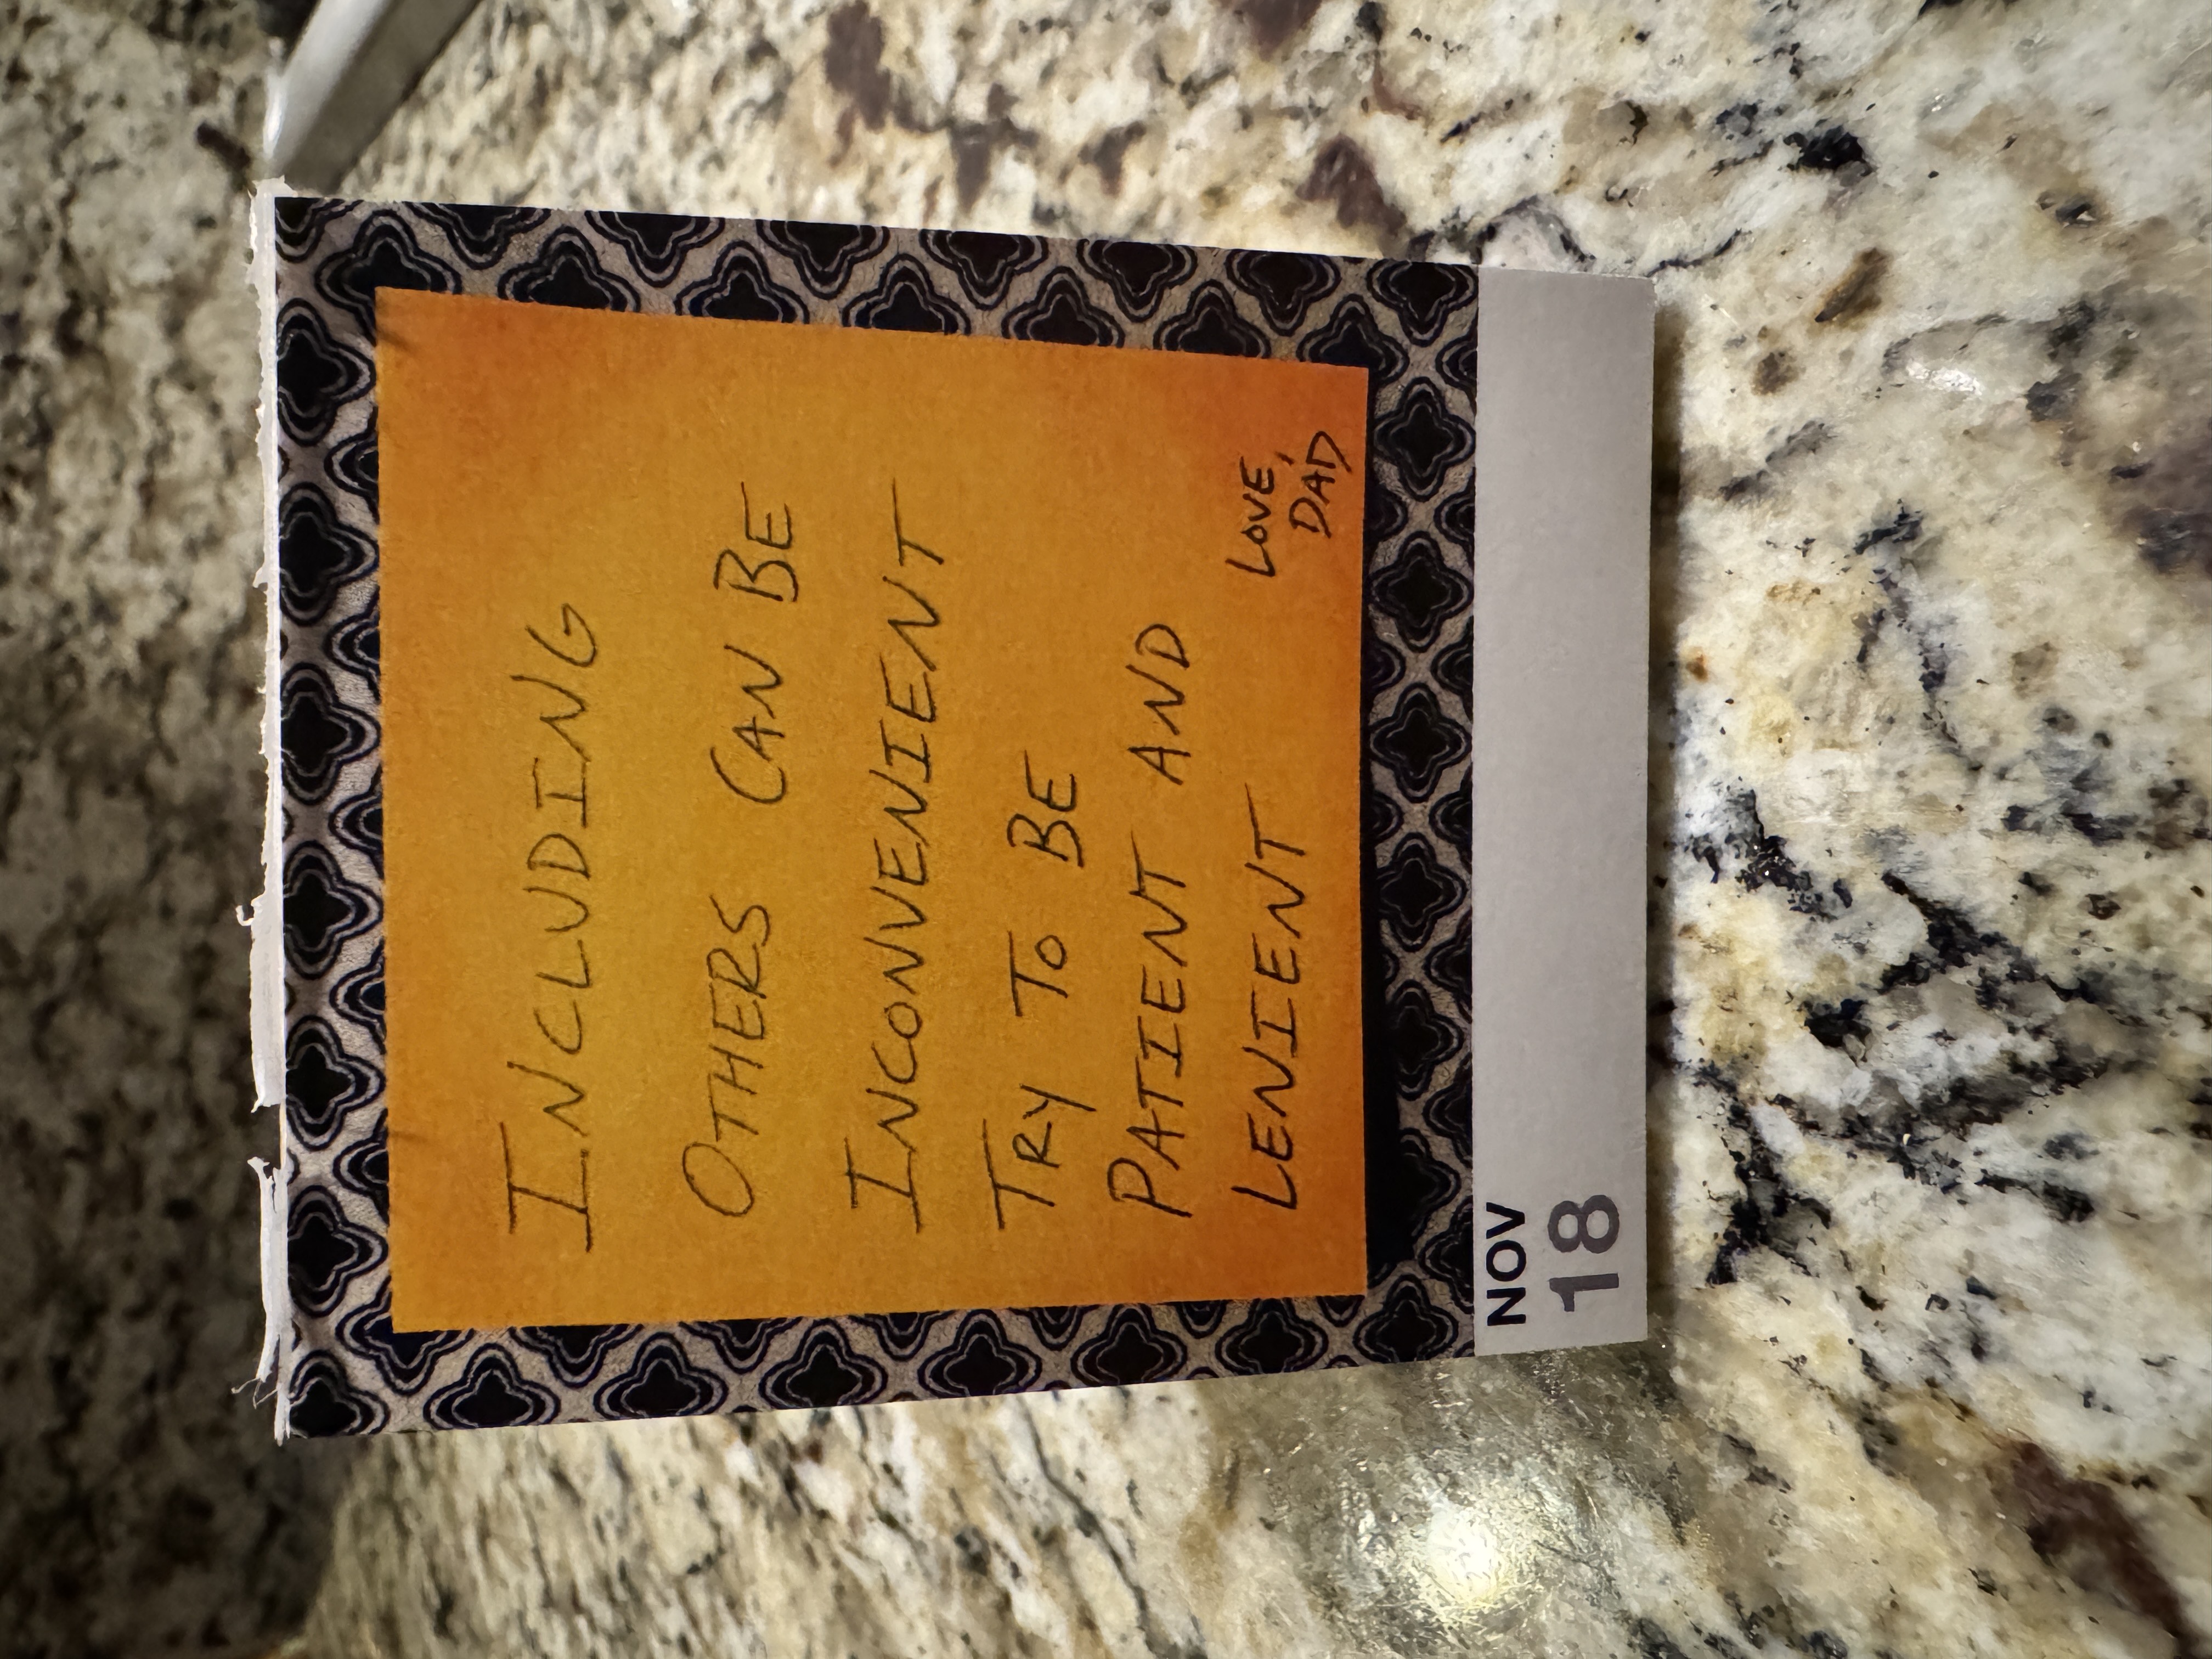 INCLUDING
OTHERS CAN BE
INCONVENIENT
TRY TO BE
PATIENT AND
LENIENT
LOVE,
DAD
NOV
18